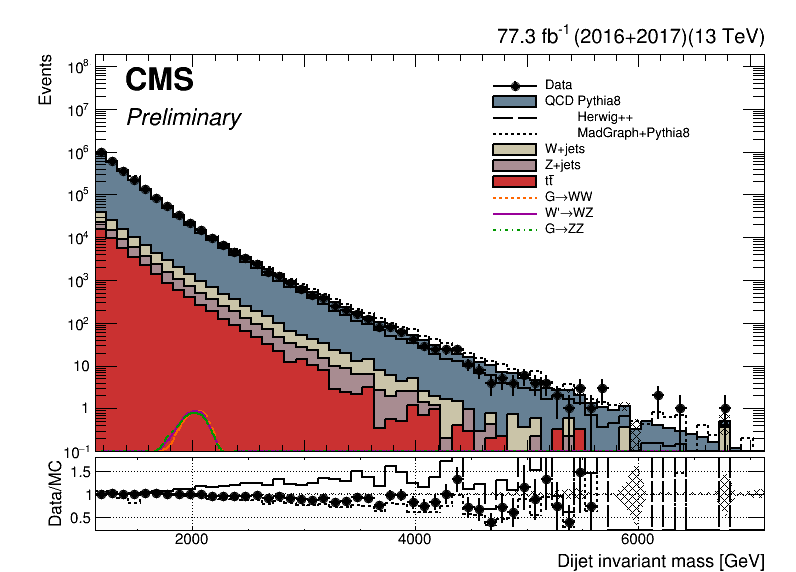 77.3 fb⁻¹ (2016+2017)(13 TeV)
Events
CMS
Preliminary
Data
QCD Pythia8
Herwig++
MadGraph+Pythia8
W+jets
Z+jets
tt̄
G→WW
W'→WZ
G→ZZ
10⁸
10⁷
10⁶
10⁵
10⁴
10³
10²
10
1
10⁻¹
Data/MC
1.5
1
0.5
2000 4000 6000
Dijet invariant mass [GeV]